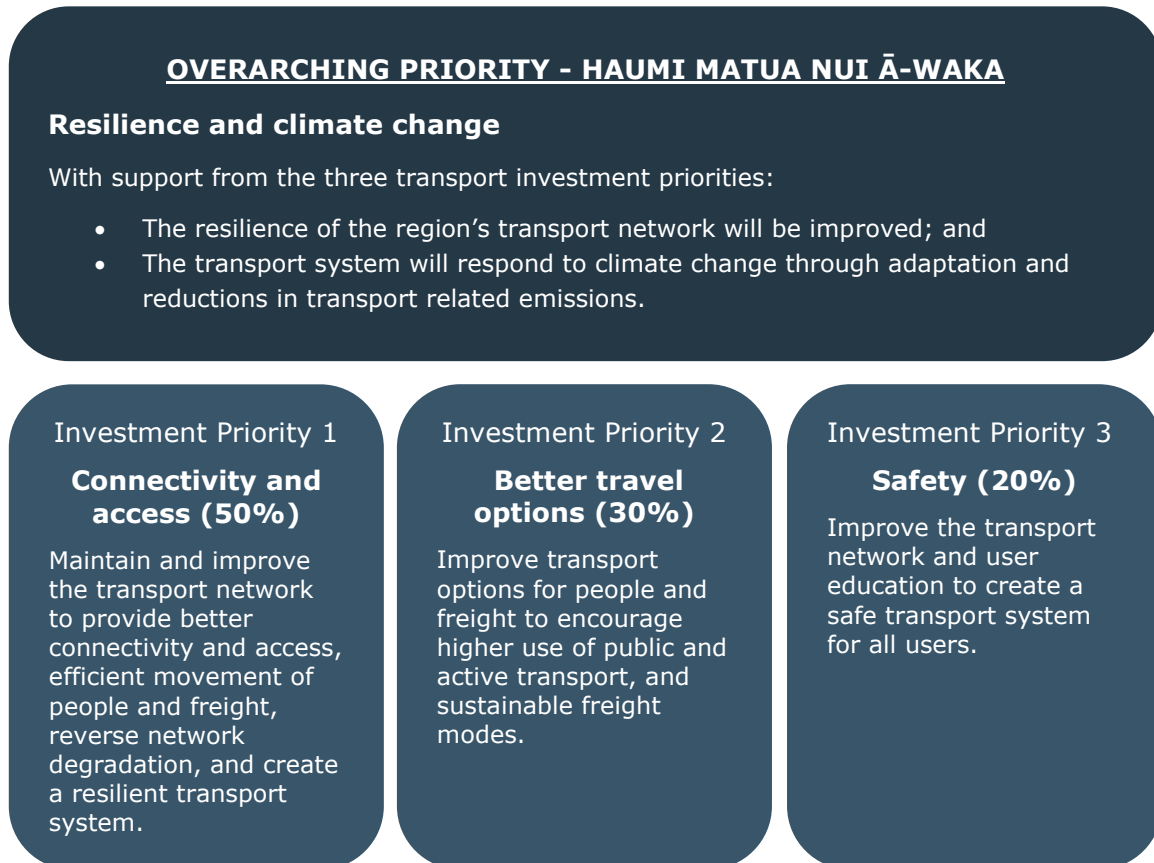 OVERARCHING PRIORITY - HAUMI MATUA NUI Ā-WAKA
Resilience and climate change
With support from the three transport investment priorities:
• The resilience of the region's transport network will be improved; and
• The transport system will respond to climate change through adaptation and
reductions in transport related emissions.
Investment Priority 1
Connectivity and
access (50%)
Maintain and improve
the transport network
to provide better
connectivity and access,
efficient movement of
people and freight,
reverse network
degradation, and create
a resilient transport
system.
Investment Priority 2
Better travel
options (30%)
Improve transport
options for people and
freight to encourage
higher use of public and
active transport, and
sustainable freight
modes.
Investment Priority 3
Safety (20%)
Improve the transport
network and user
education to create a
safe transport system
for all users.